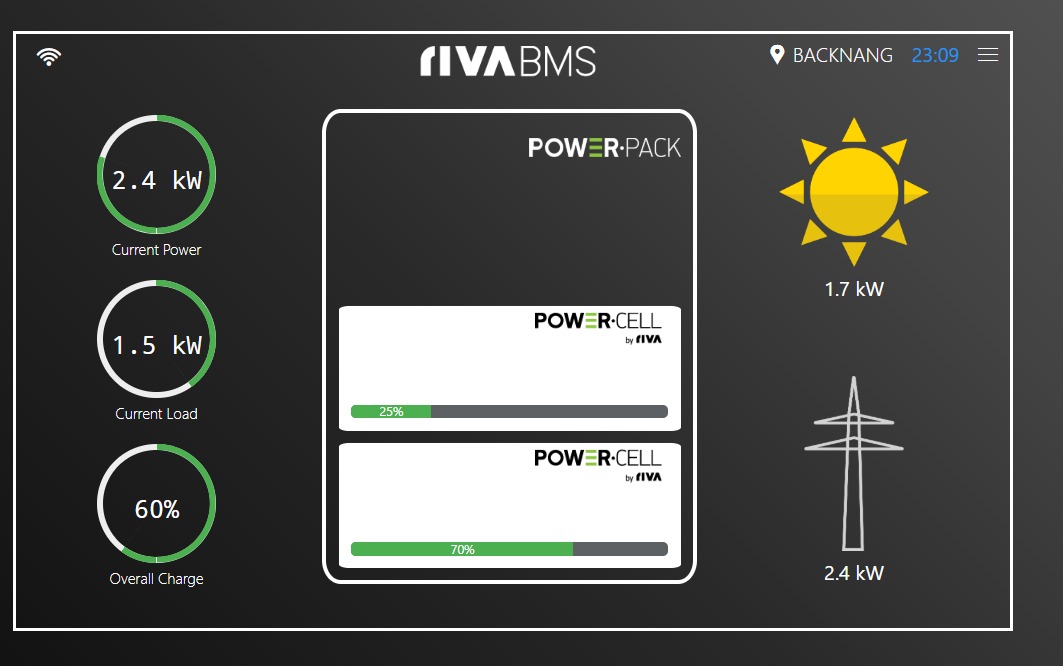 rIVA BMS
BACKNANG 23:09
2.4 kW
Current Power
1.5 kW
Current Load
60%
Overall Charge
POWER·PACK
POWER·CELL
by rIVA
25%
POWER·CELL
by rIVA
70%
1.7 kW
2.4 kW